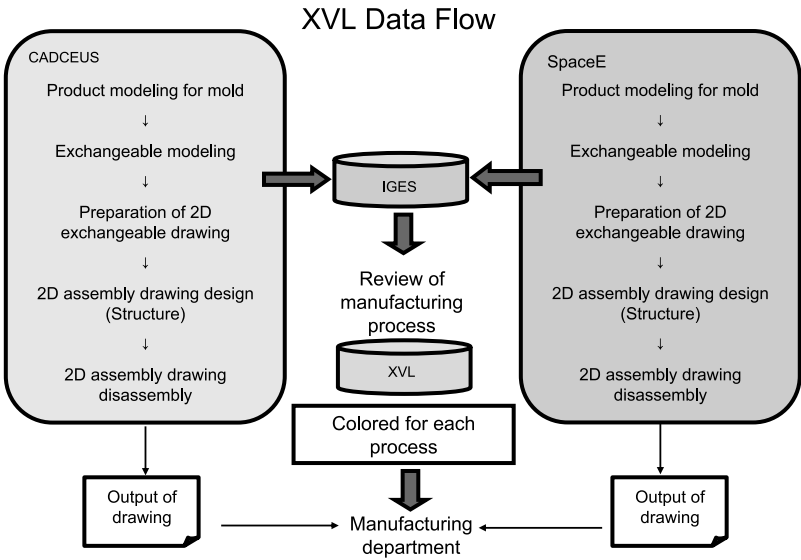 XVL Data Flow
CADCEUS
Product modeling for mold
↓
Exchangeable modeling
↓
Preparation of 2D
exchangeable drawing
↓
2D assembly drawing design
(Structure)
↓
2D assembly drawing
disassembly
Output of
drawing
IGES
Review of
manufacturing
process
XVL
Colored for each
process
Manufacturing
department
SpaceE
Product modeling for mold
↓
Exchangeable modeling
↓
Preparation of 2D
exchangeable drawing
↓
2D assembly drawing design
(Structure)
↓
2D assembly drawing
disassembly
Output of
drawing